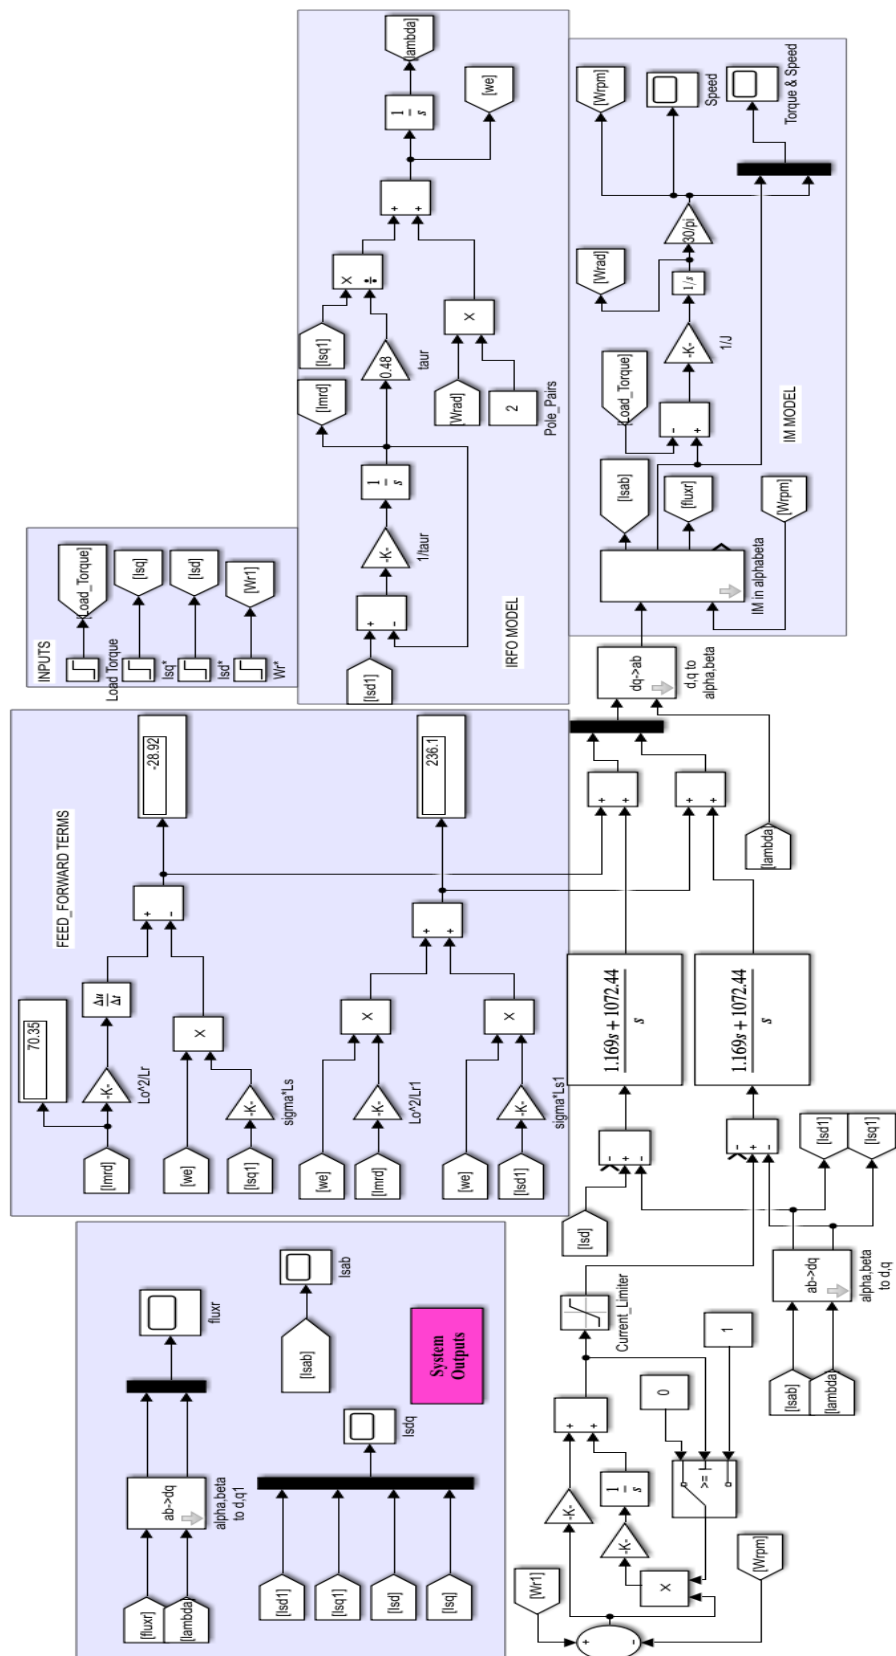 [fluxr]
[lambda]
ab->dq
alpha,beta
to d,q1
fluxr
[Isd1]
[Isq1]
[Isd]
[Isq]
Isdq
[Isab]
Isab
System
Outputs
FEED_FORWARD TERMS
[Imrd]
70.35
-K-
Lo^2/Lr
Δu
Δt
[we]
[Isq1]
-K-
sigma*Ls
X
+
-
-28.92
[we]
[Imrd]
-K-
Lo^2/Lr1
X
[we]
[Isd1]
-K-
sigma*Ls1
X
+
+
236.1
INPUTS
Load Torque
[Load_Torque]
Isq*
[Isq]
Isd*
[Isd]
Wr*
[Wr1]
[Isd1]
+
-
-K-
1/taur
1
s
[Imrd]
0.48
taur
[Isq1]
X
÷
[Wrad]
2
Pole_Pairs
X
+
+
1
s
[lambda]
[we]
IRFO MODEL
[Wr1]
+
-
[Wrpm]
-K-
X
-K-
1
s
+
+
>=
0
1
Current_Limiter
[Isab]
[lambda]
ab->dq
alpha,beta
to d,q
[Isd]
+
-
+
-
[Isd1]
[Isq1]
1.169s + 1072.44
s
1.169s + 1072.44
s
+
+
+
+
[lambda]
dq->ab
d,q to
alpha,beta
IM in alphabeta
[Isab]
[fluxr]
[Wrpm]
[Load_Torque]
-
+
-K-
1/J
1/s
[Wrad]
30/pi
[Wrpm]
Speed
Torque & Speed
IM MODEL